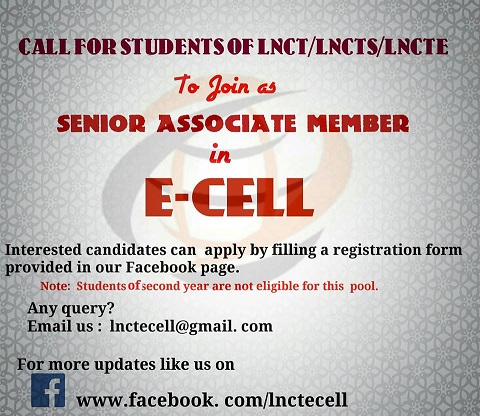 CALL FOR STUDENTS OF LNCT/LNCTS/LNCTE
To Join as
SENIOR ASSOCIATE MEMBER
in
E-CELL
Interested candidates can apply by filling a registration form
provided in our Facebook page.
Note: Students of second year are not eligible for this pool.
Any query?
Email us : lnctecell@gmail. com
For more updates like us on
f www.facebook. com/lnctecell